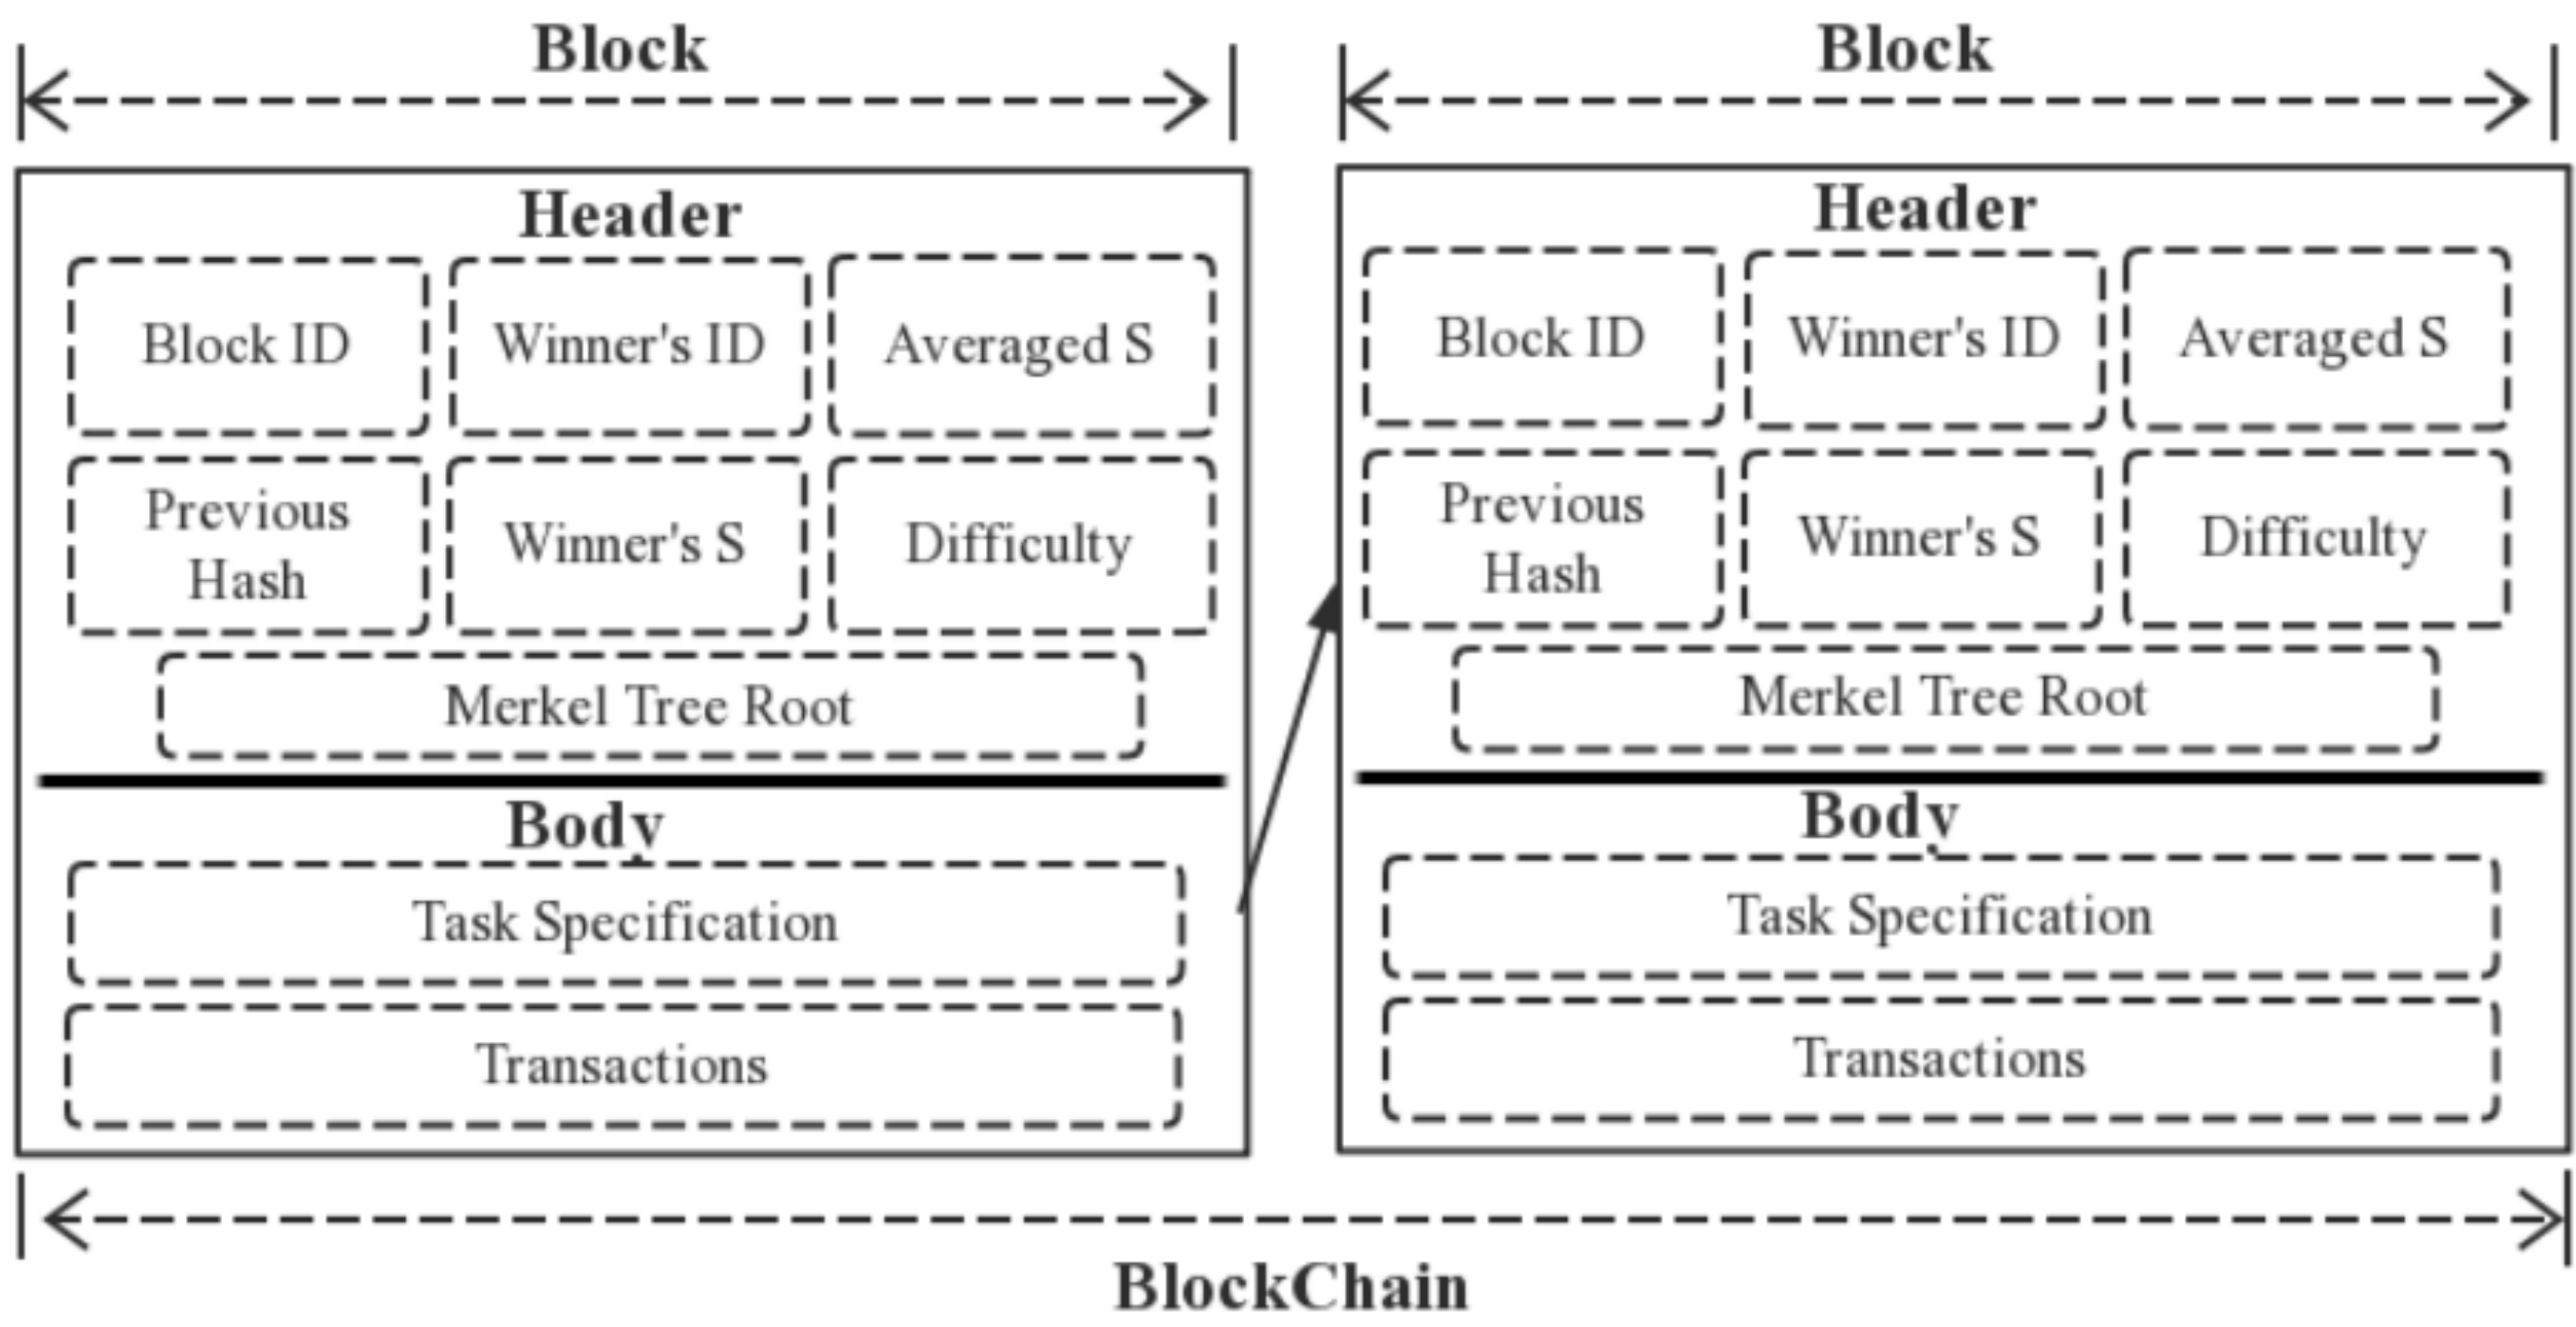 Block
Header
Block ID
Winner's ID
Averaged S
Previous
Hash
Winner's S
Difficulty
Merkel Tree Root
Body
Task Specification
Transactions
Block
Header
Block ID
Winner's ID
Averaged S
Previous
Hash
Winner's S
Difficulty
Merkel Tree Root
Body
Task Specification
Transactions
BlockChain